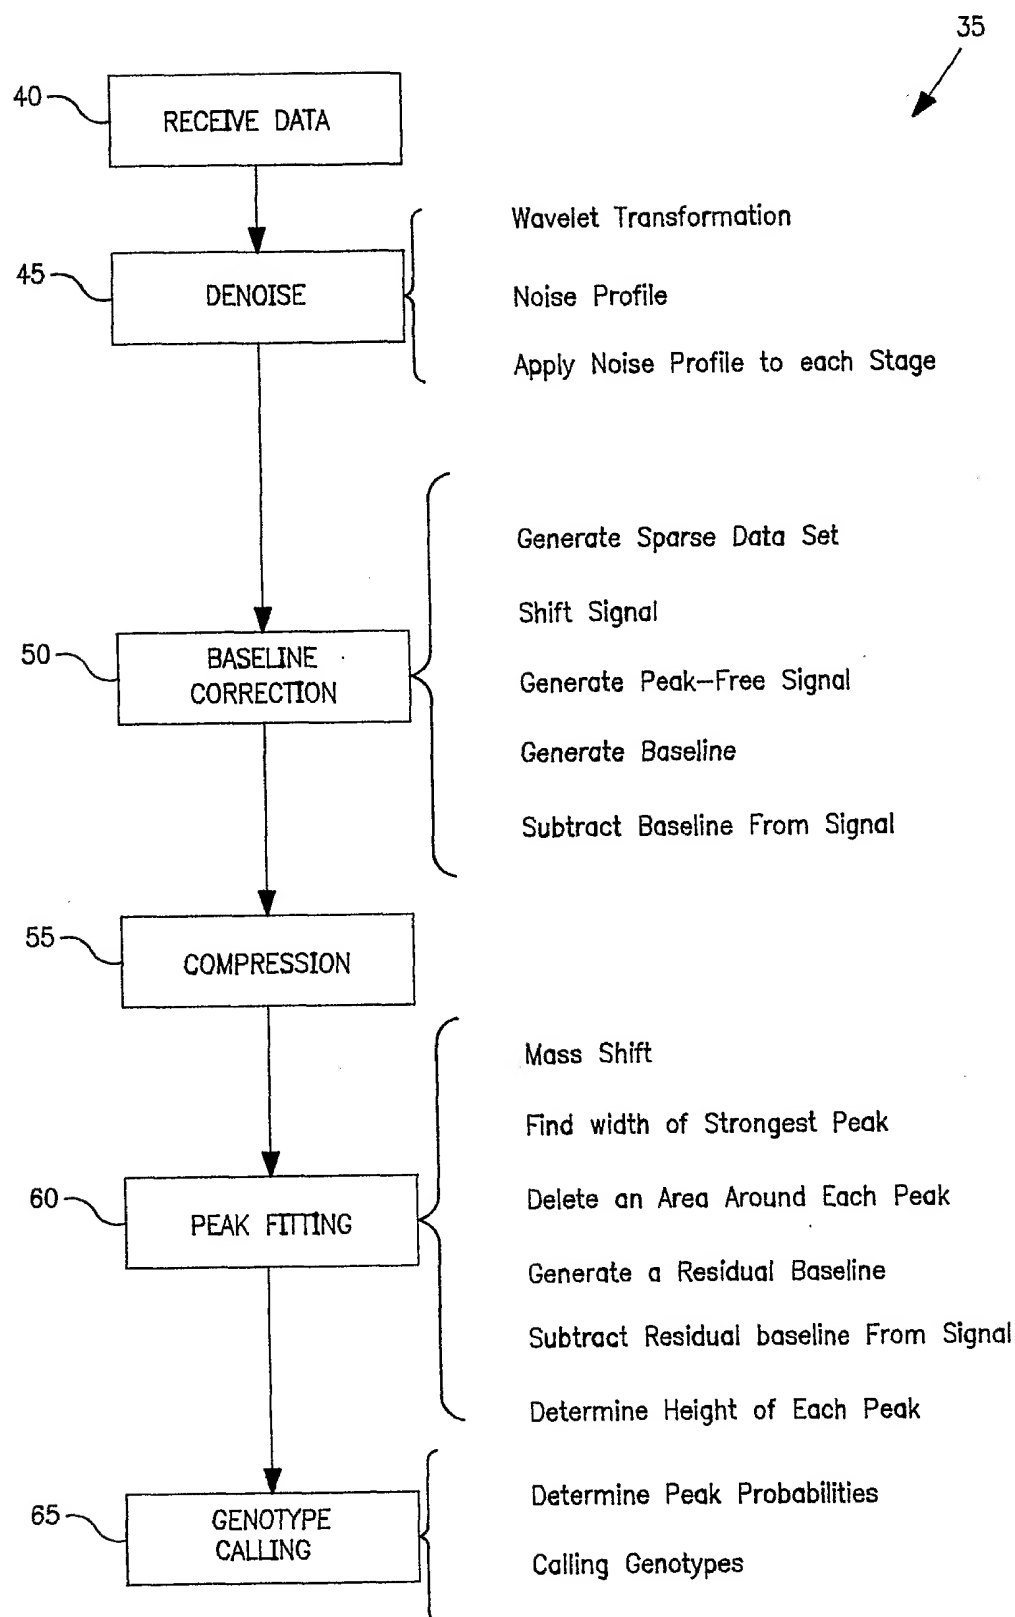 35
40
RECEIVE DATA
Wavelet Transformation
45
DENOISE
Noise Profile
Apply Noise Profile to each Stage
Generate Sparse Data Set
Shift Signal
50
BASELINE
CORRECTION
Generate Peak-Free Signal
Generate Baseline
Subtract Baseline From Signal
55
COMPRESSION
Mass Shift
Find width of Strongest Peak
60
PEAK FITTING
Delete an Area Around Each Peak
Generate a Residual Baseline
Subtract Residual baseline From Signal
Determine Height of Each Peak
65
GENOTYPE
CALLING
Determine Peak Probabilities
Calling Genotypes